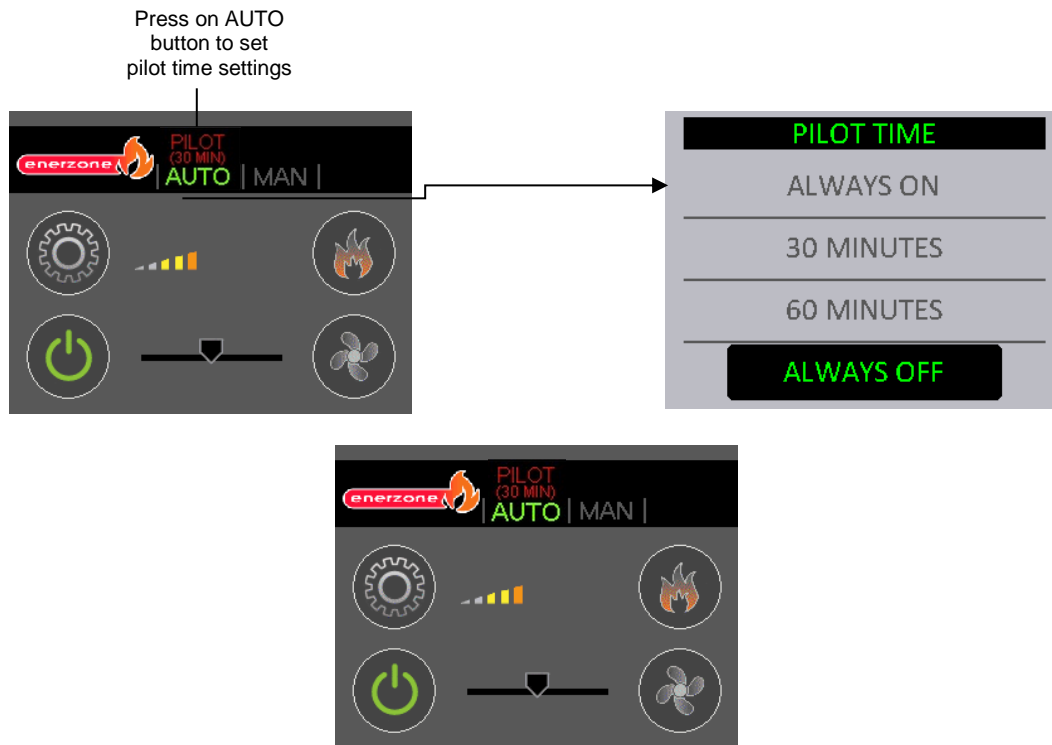 Press on AUTO
button to set
pilot time settings
PILOT
(30 MIN)
enerzone
AUTO | MAN |
PILOT TIME
ALWAYS ON
30 MINUTES
60 MINUTES
ALWAYS OFF
PILOT
(30 MIN)
enerzone
AUTO | MAN |